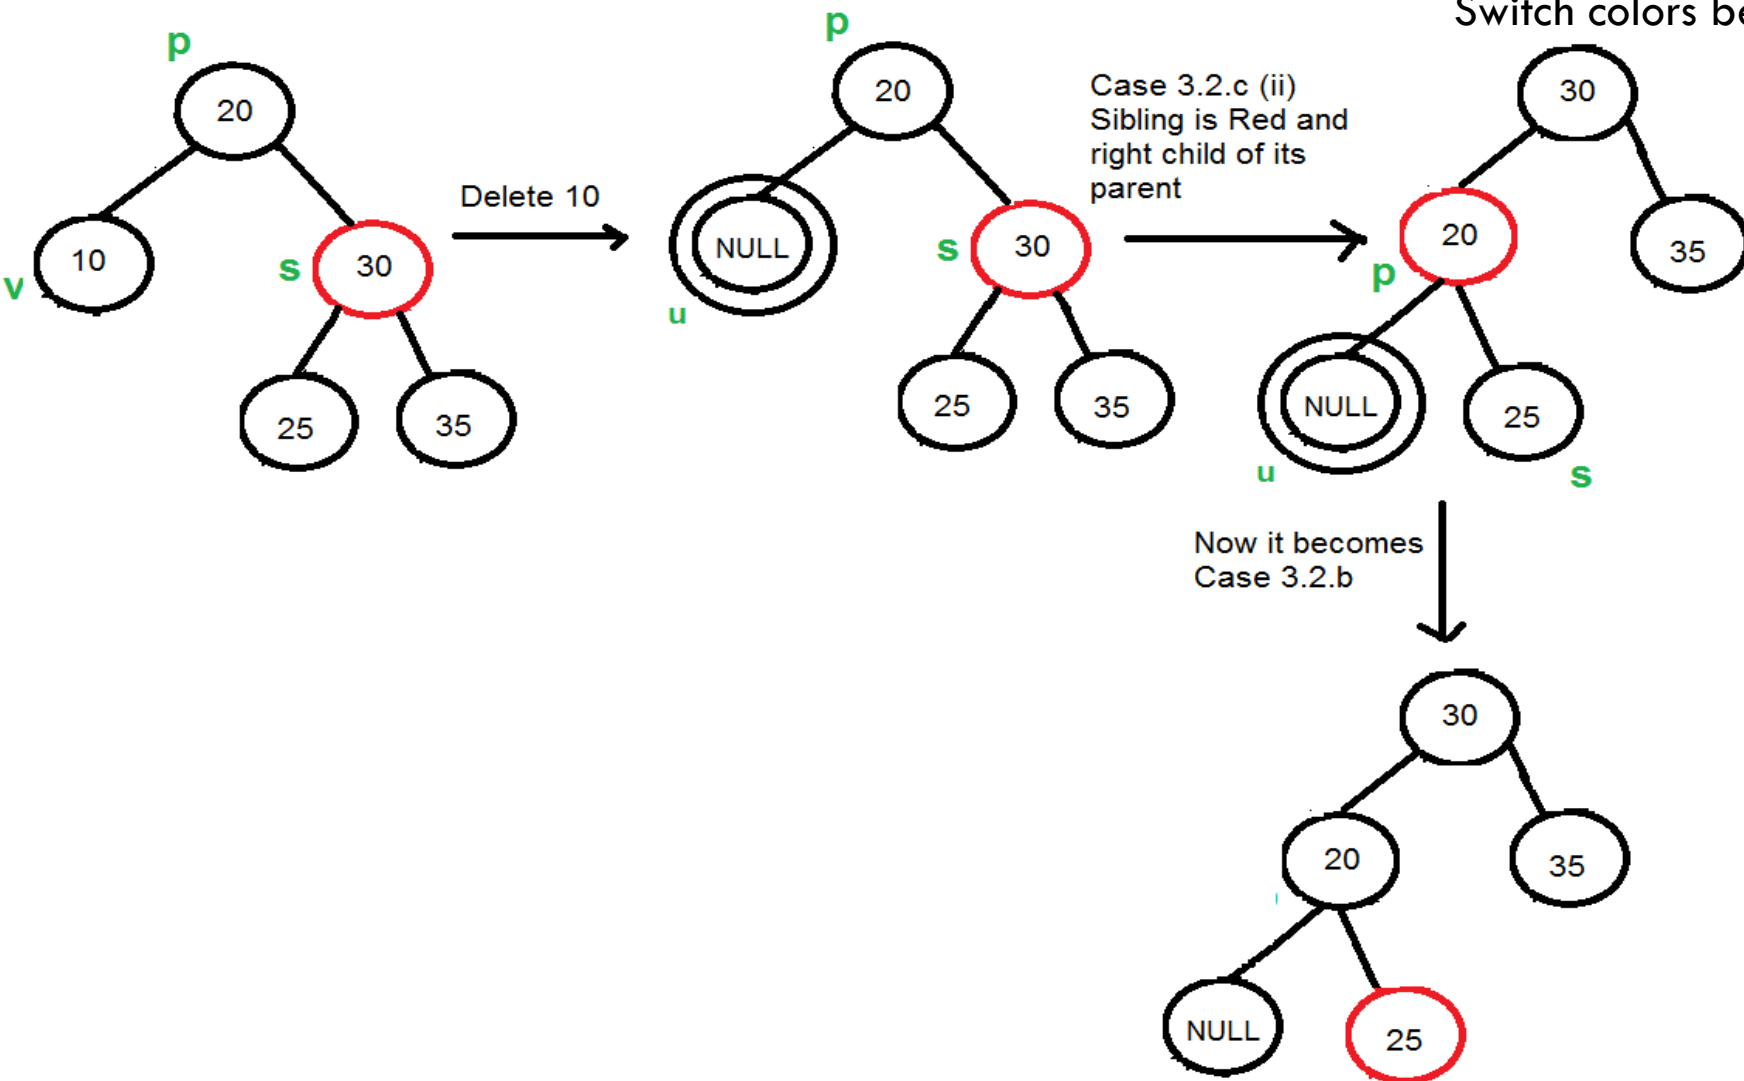 Switch colors
p
20
10
v
s
30
25
35
Delete 10
p
20
NULL
u
s
30
25
35
Case 3.2.c (ii)
Sibling is Red and
right child of its
parent
30
20
p
35
NULL
u
25
s
Now it becomes
Case 3.2.b
30
20
35
NULL
25